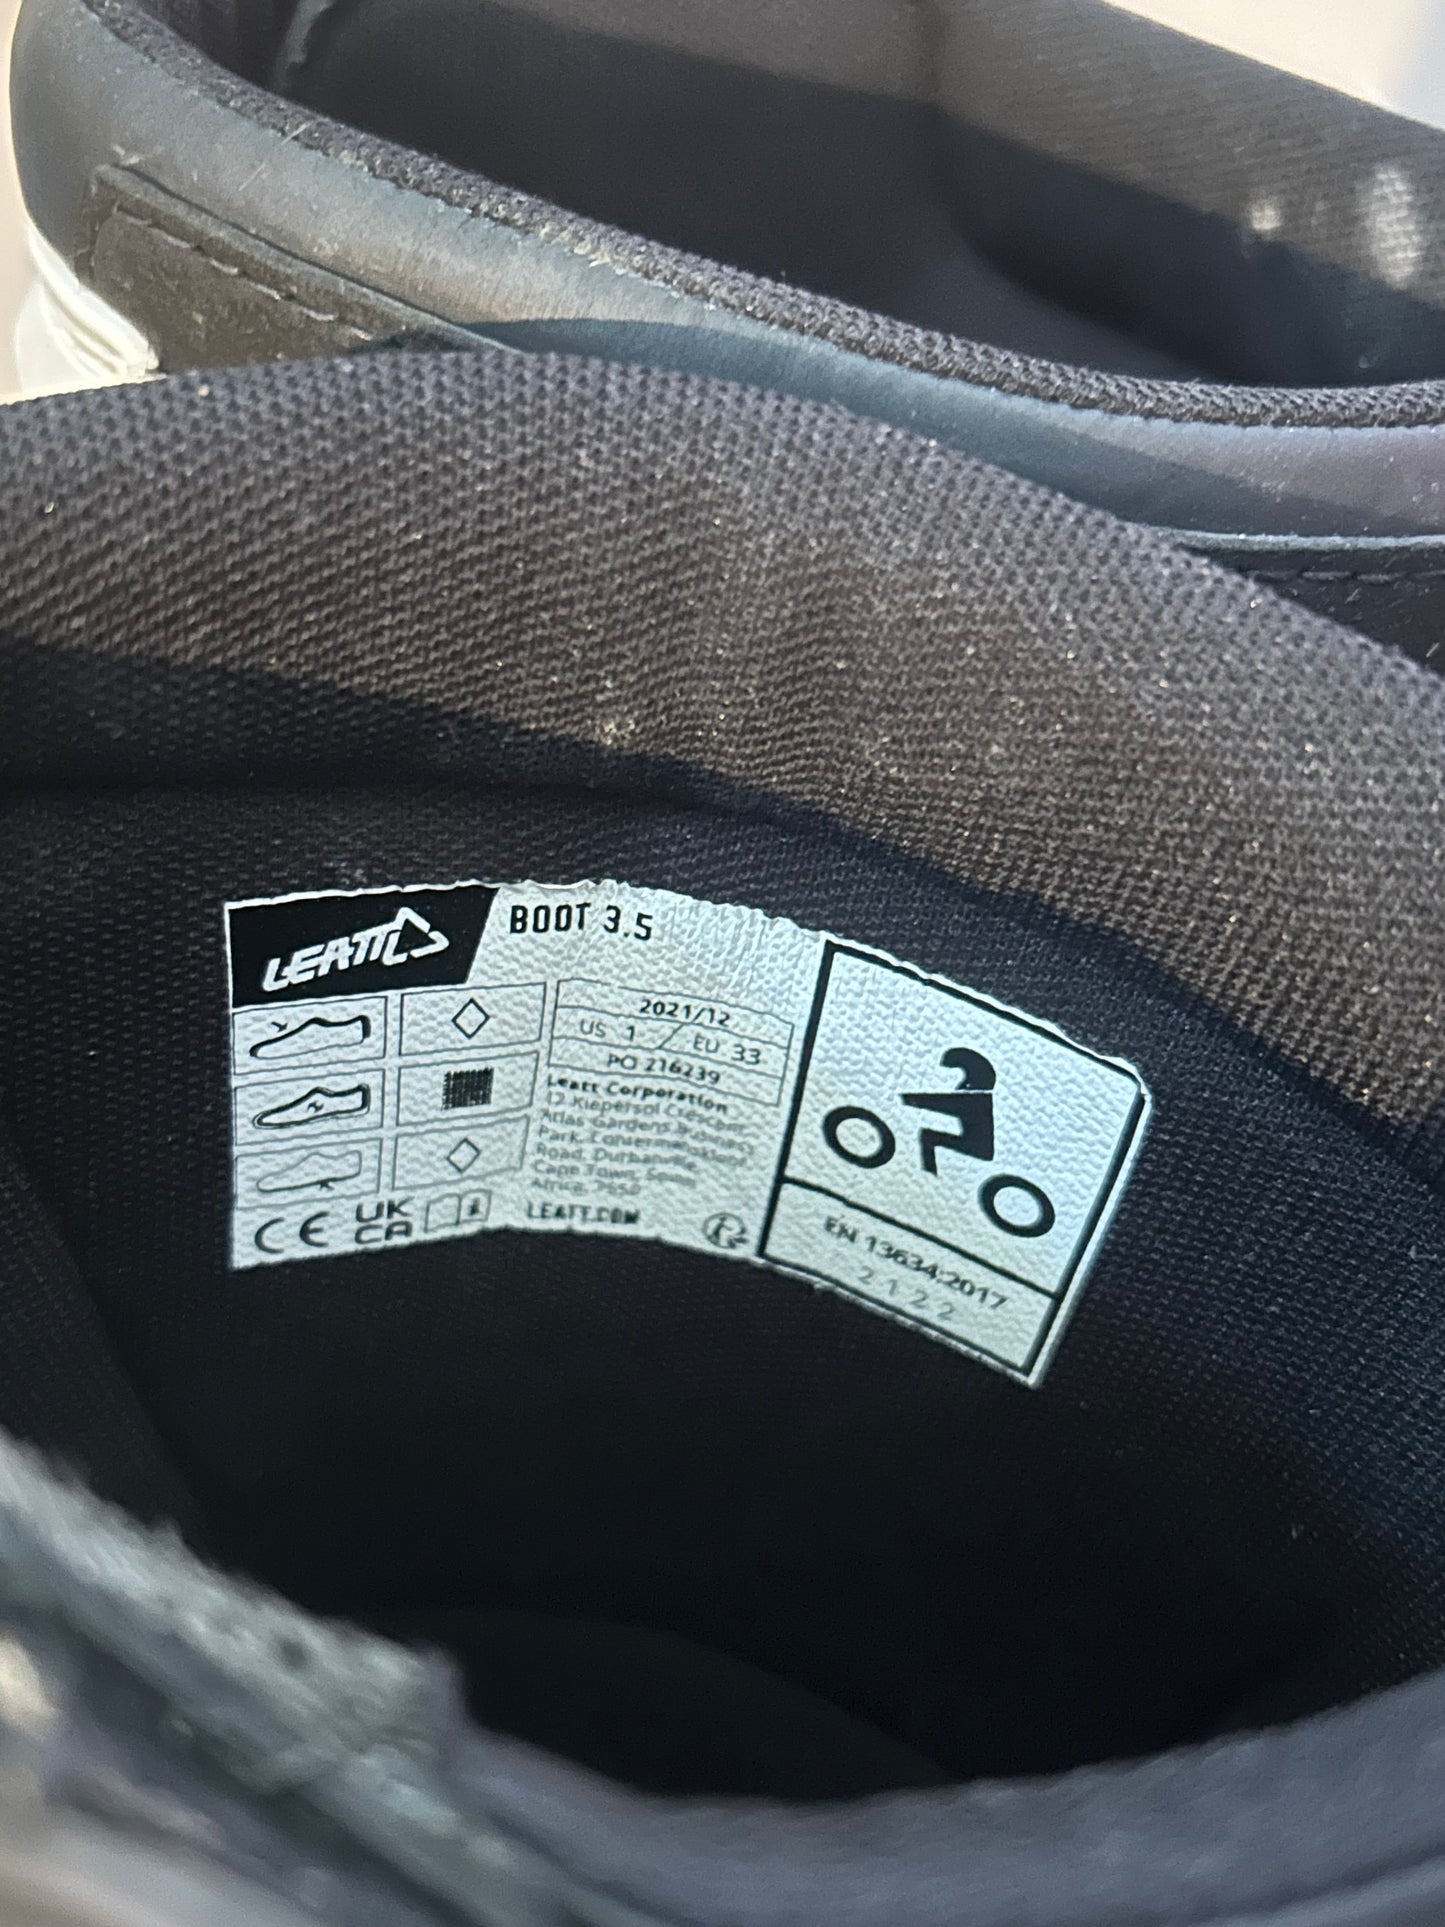 LEATT
BOOT 3.5
2021/12
US 1 / EU 33
PO 216239
Leatt Corporation
12 Kiepersol Crescent,
Atlas Gardens Business
Park, Contermanskloof
Road, Durbanville
Cape Town, South
Africa, 7550
LEATT.COM
CE UK
CA
i
EN 13634:2017
2 1 2 2